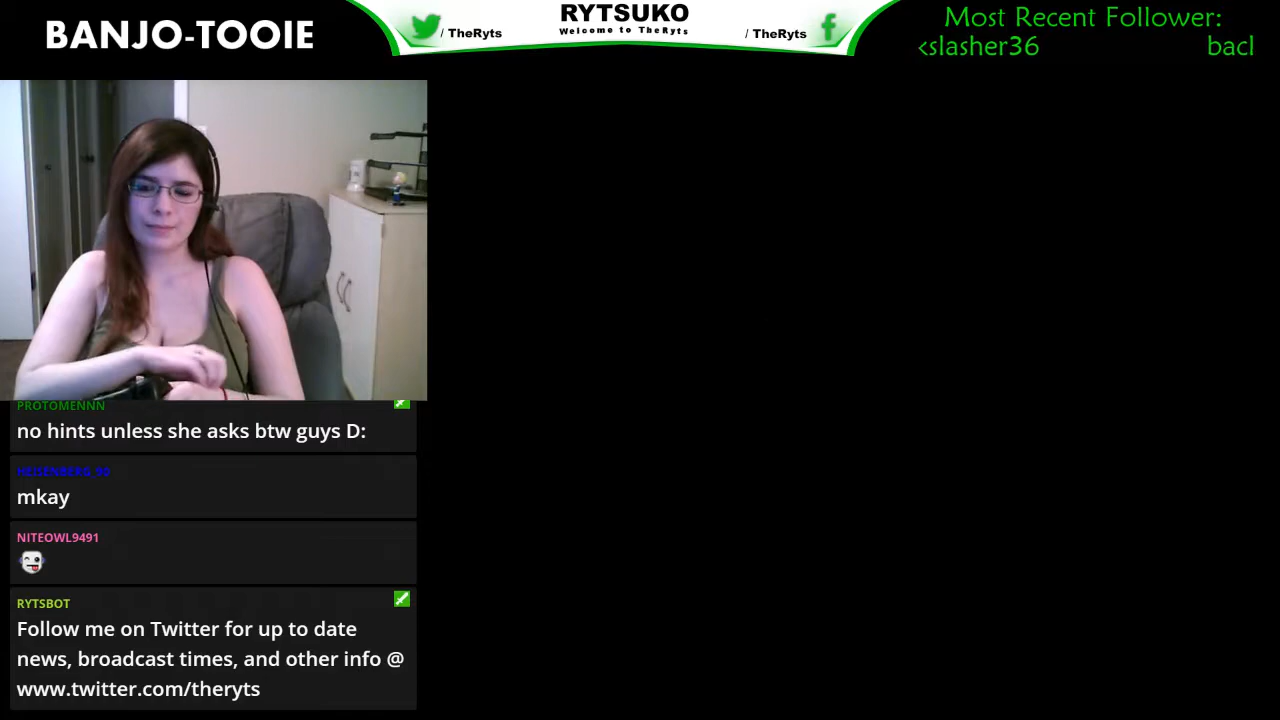 BANJO-TOOIE
RYTSUKO
Welcome to TheRyts
/ TheRyts
/ TheRyts
Most Recent Follower:
<slasher36 bacl
PROTOMENNN
no hints unless she asks btw guys D:
HEISENBERG_90
mkay
NITEOWL9491
RYTSBOT
Follow me on Twitter for up to date
news, broadcast times, and other info @
www.twitter.com/theryts